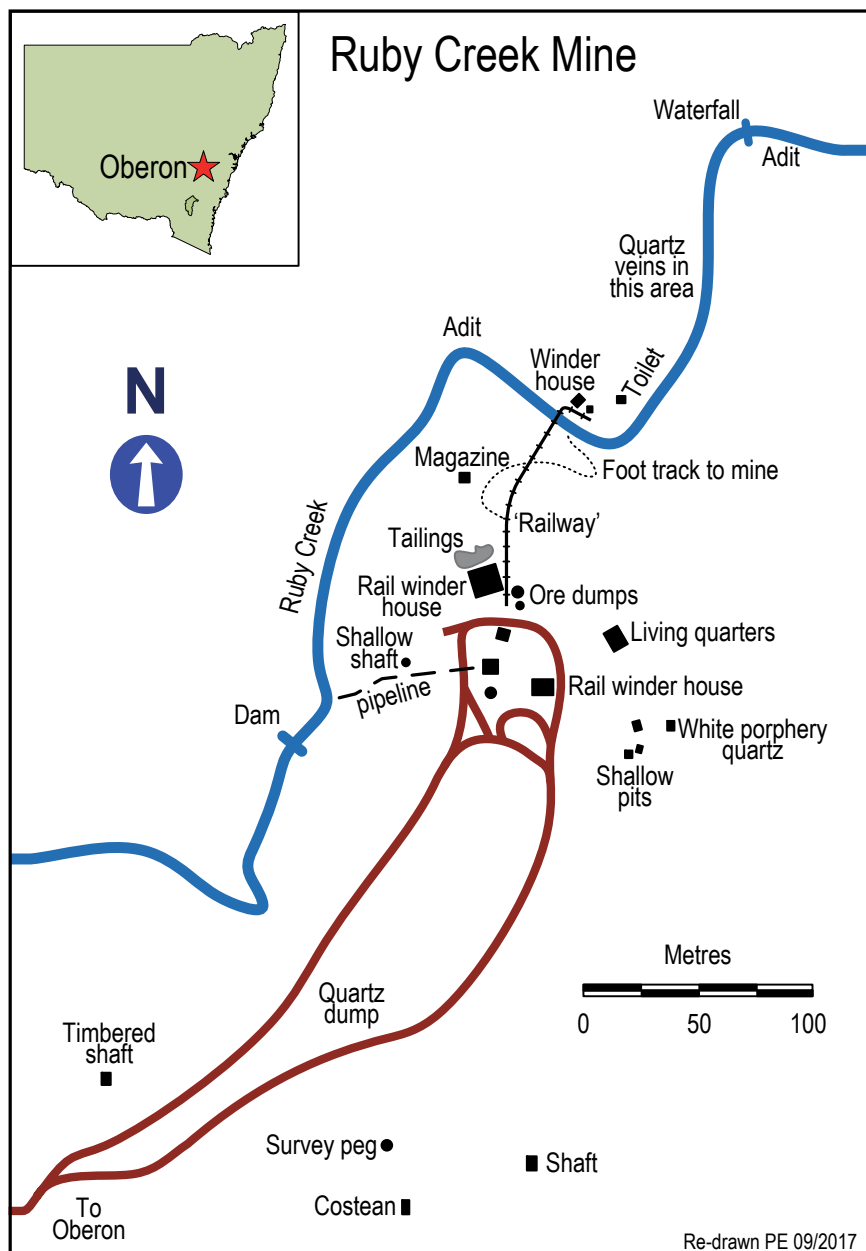 Ruby Creek Mine
Oberon
Waterfall
Adit
Quartz
veins in
this area
Adit
Winder
house
Toilet
N
Magazine
Foot track to mine
'Railway'
Ruby Creek
Tailings
Rail winder
house
Ore dumps
Living quarters
Shallow
shaft
pipeline
Rail winder house
Dam
White porphery
quartz
Shallow
pits
Metres
0 50 100
Quartz
dump
Timbered
shaft
Survey peg
Shaft
Costean
To
Oberon
Re-drawn PE 09/2017